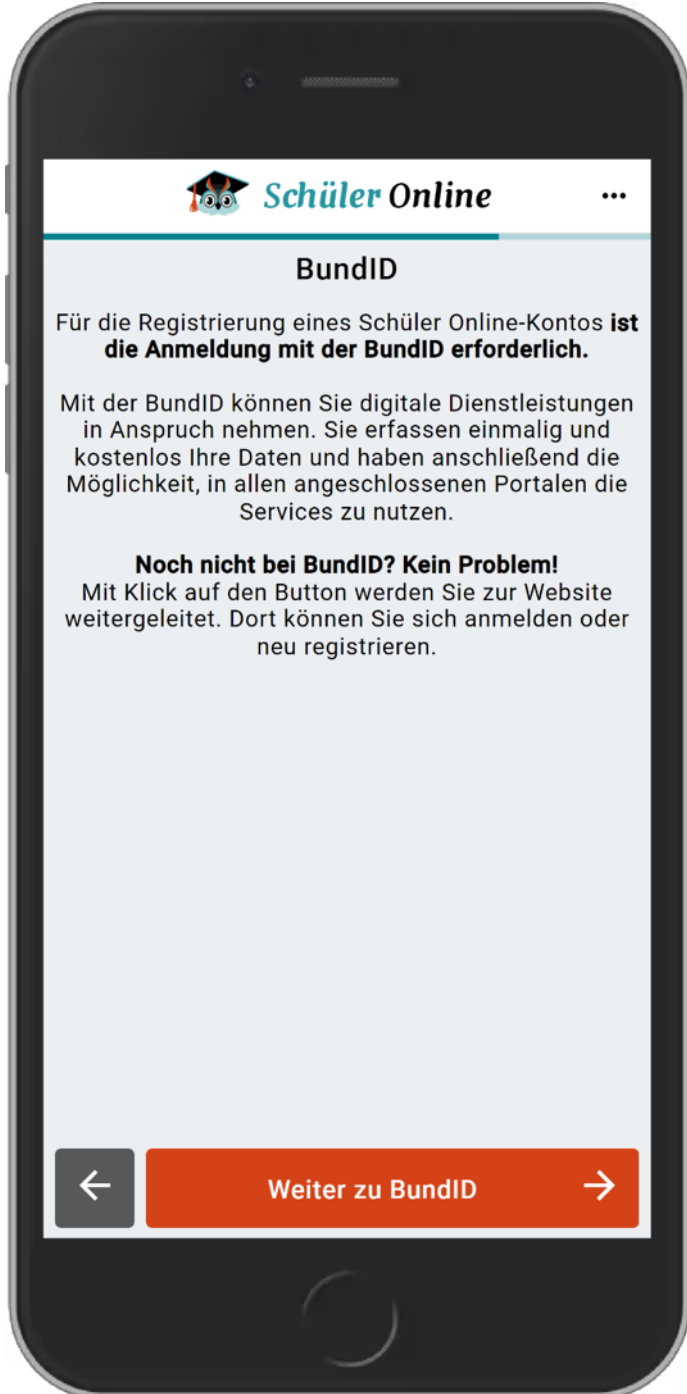 Schüler Online
BundID
Für die Registrierung eines Schüler Online-Kontos ist
die Anmeldung mit der BundID erforderlich.
Mit der BundID können Sie digitale Dienstleistungen
in Anspruch nehmen. Sie erfassen einmalig und
kostenlos Ihre Daten und haben anschließend die
Möglichkeit, in allen angeschlossenen Portalen die
Services zu nutzen.
Noch nicht bei BundID? Kein Problem!
Mit Klick auf den Button werden Sie zur Website
weitergeleitet. Dort können Sie sich anmelden oder
neu registrieren.
Weiter zu BundID